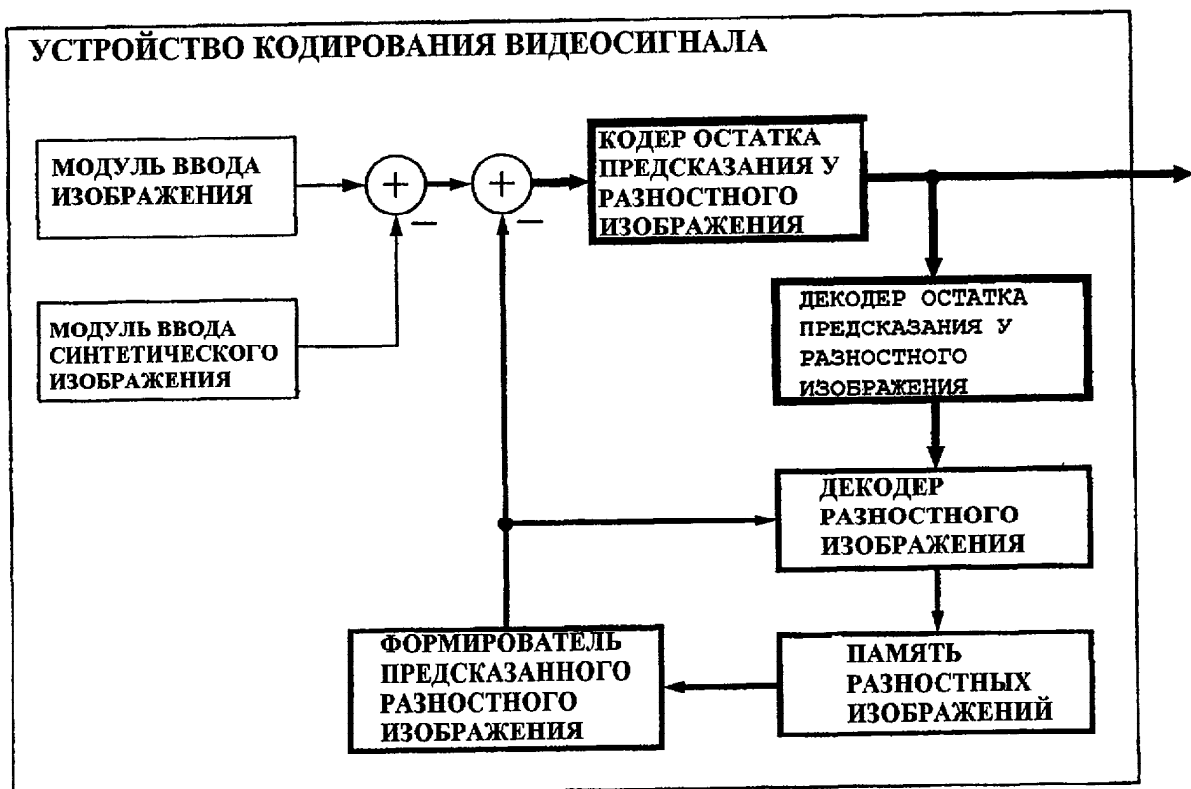 УСТРОЙСТВО КОДИРОВАНИЯ ВИДЕОСИГНАЛА
МОДУЛЬ ВВОДА
ИЗОБРАЖЕНИЯ
+
−
+
−
КОДЕР ОСТАТКА
ПРЕДСКАЗАНИЯ У
РАЗНОСТНОГО
ИЗОБРАЖЕНИЯ
МОДУЛЬ ВВОДА
СИНТЕТИЧЕСКОГО
ИЗОБРАЖЕНИЯ
ДЕКОДЕР ОСТАТКА
ПРЕДСКАЗАНИЯ У
РАЗНОСТНОГО
ИЗОБРАЖЕНИЯ
ДЕКОДЕР
РАЗНОСТНОГО
ИЗОБРАЖЕНИЯ
ФОРМИРОВАТЕЛЬ
ПРЕДСКАЗАННОГО
РАЗНОСТНОГО
ИЗОБРАЖЕНИЯ
ПАМЯТЬ
РАЗНОСТНЫХ
ИЗОБРАЖЕНИЙ